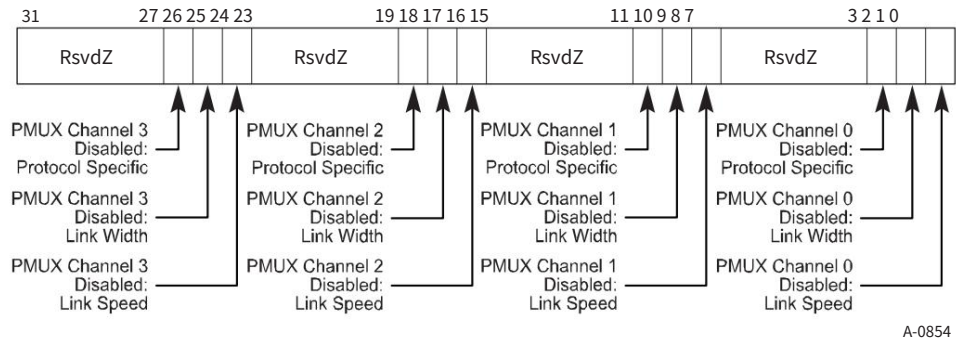 31 27 26 25 24 23 19 18 17 16 15 11 10 9 8 7 3 2 1 0
RsvdZ RsvdZ RsvdZ RsvdZ
PMUX Channel 3
Disabled:
Protocol Specific
PMUX Channel 2
Disabled:
Protocol Specific
PMUX Channel 1
Disabled:
Protocol Specific
PMUX Channel 0
Disabled:
Protocol Specific
PMUX Channel 3
Disabled:
Link Width
PMUX Channel 2
Disabled:
Link Width
PMUX Channel 1
Disabled:
Link Width
PMUX Channel 0
Disabled:
Link Width
PMUX Channel 3
Disabled:
Link Speed
PMUX Channel 2
Disabled:
Link Speed
PMUX Channel 1
Disabled:
Link Speed
PMUX Channel 0
Disabled:
Link Speed
A-0854